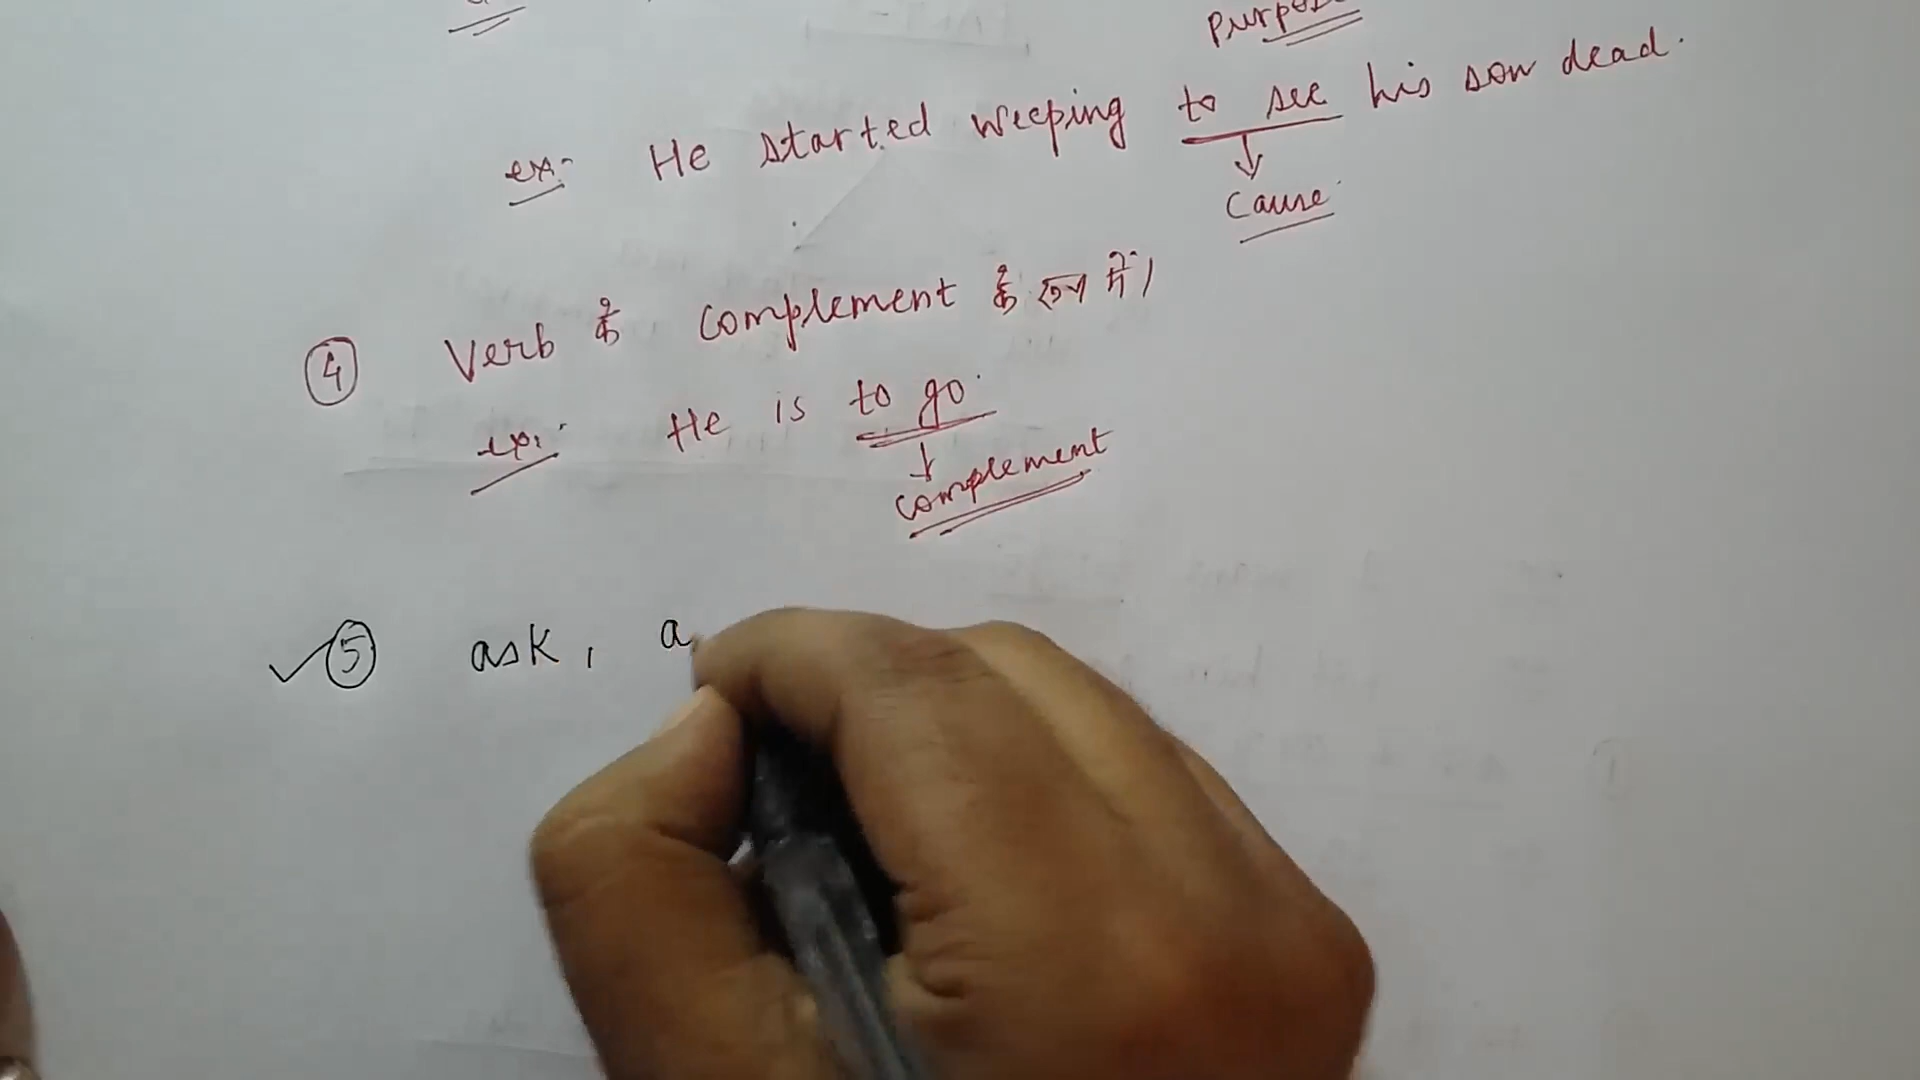 ex:- He started weeping to see his son dead.
Cause
④ Verb के complement के रूप में।
ex:- He is to go.
complement
⑤ ask, a